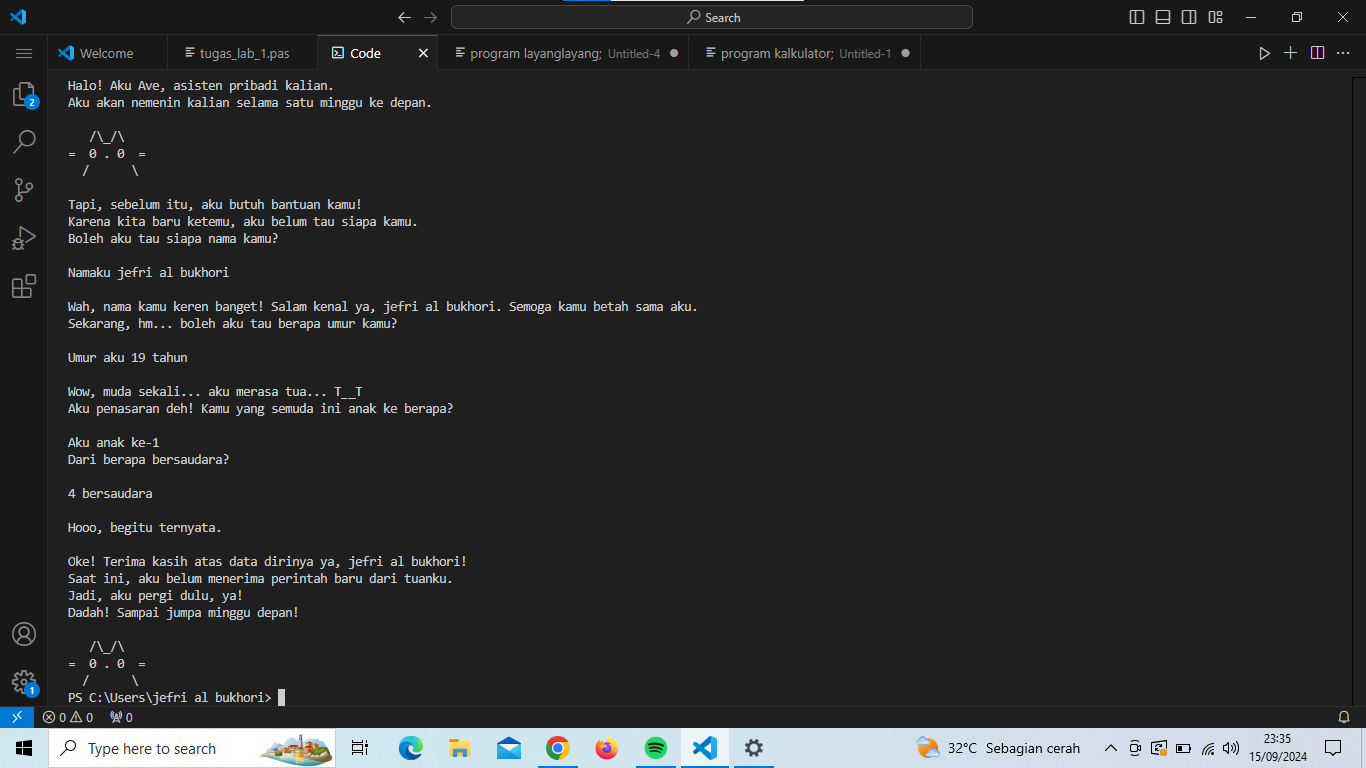 Search
Welcome
tugas_lab_1.pas
Code
program layanglayang; Untitled-4
program kalkulator; Untitled-1
Halo! Aku Ave, asisten pribadi kalian.
Aku akan nemenin kalian selama satu minggu ke depan.
/\_/\
=  0 . 0  =
/      \
Tapi, sebelum itu, aku butuh bantuan kamu!
Karena kita baru ketemu, aku belum tau siapa kamu.
Boleh aku tau siapa nama kamu?
Namaku jefri al bukhori
Wah, nama kamu keren banget! Salam kenal ya, jefri al bukhori. Semoga kamu betah sama aku.
Sekarang, hm... boleh aku tau berapa umur kamu?
Umur aku 19 tahun
Wow, muda sekali... aku merasa tua... T__T
Aku penasaran deh! Kamu yang semuda ini anak ke berapa?
Aku anak ke-1
Dari berapa bersaudara?
4 bersaudara
Hooo, begitu ternyata.
Oke! Terima kasih atas data dirinya ya, jefri al bukhori!
Saat ini, aku belum menerima perintah baru dari tuanku.
Jadi, aku pergi dulu, ya!
Dadah! Sampai jumpa minggu depan!
/\_/\
=  0 . 0  =
/      \
PS C:\Users\jefri al bukhori>
2
1
0 0 0
Type here to search
32°C Sebagian cerah
23:35
15/09/2024